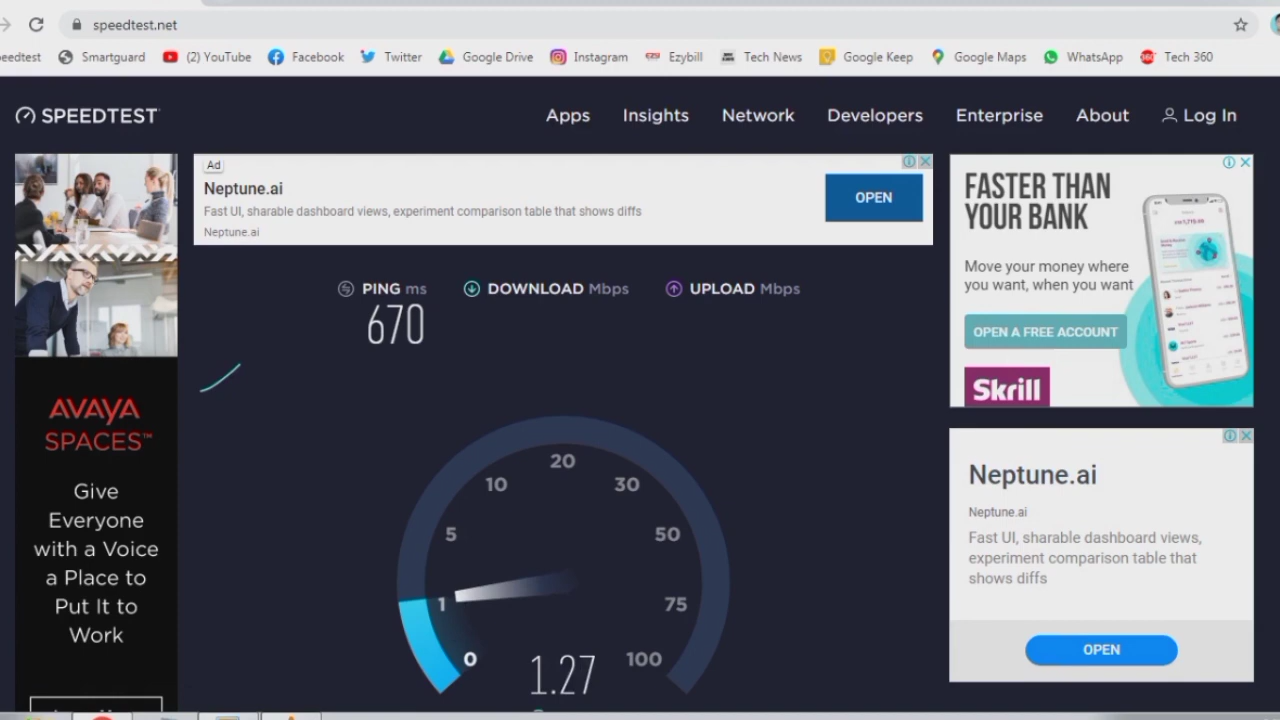 speedtest.net
eedtest
Smartguard
(2) YouTube
Facebook
Twitter
Google Drive
Instagram
Ezybill
Tech News
Google Keep
Google Maps
WhatsApp
Tech 360
SPEEDTEST
Apps
Insights
Network
Developers
Enterprise
About
Log In
Ad
Neptune.ai
Fast UI, sharable dashboard views, experiment comparison table that shows diffs
Neptune.ai
OPEN
PING ms
670
DOWNLOAD Mbps
UPLOAD Mbps
0
1
5
10
20
30
50
75
100
1.27
AVAYA
SPACES™
Give
Everyone
with a Voice
a Place to
Put It to
Work
FASTER THAN
YOUR BANK
Move your money where
you want, when you want
OPEN A FREE ACCOUNT
Skrill
Neptune.ai
Neptune.ai
Fast UI, sharable dashboard views,
experiment comparison table that
shows diffs
OPEN